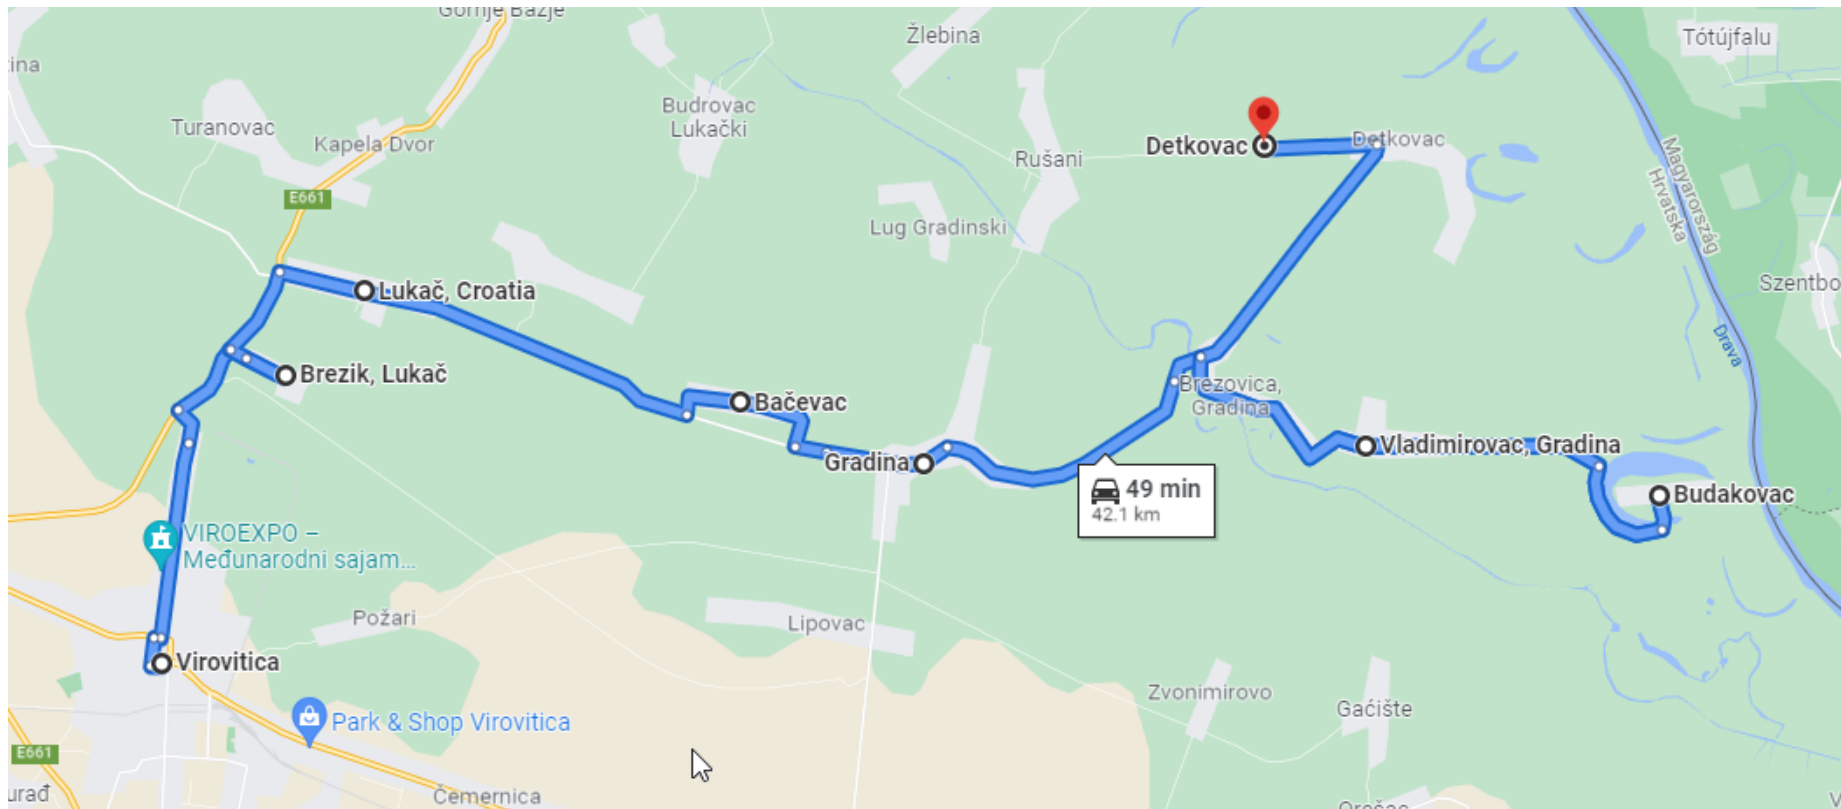 Gornje Bazje
Žlebina
Tótújfalu
ina
Budrovac
Lukački
Turanovac
Kapela Dvor
Rušani
Detkovac
Detkovac
Magyarország
Hrvatska
E661
Lug Gradinski
Szentbo
Lukač, Croatia
Drava
Brezik, Lukač
Bačevac
Brezovica,
Gradina
Gradina
Vladimirovac, Gradina
49 min
42.1 km
Budakovac
VIROEXPO –
Međunarodni sajam...
Požari
Lipovac
Virovitica
Zvonimirovo
Gaćište
Park & Shop Virovitica
E661
urađ
Čemernica